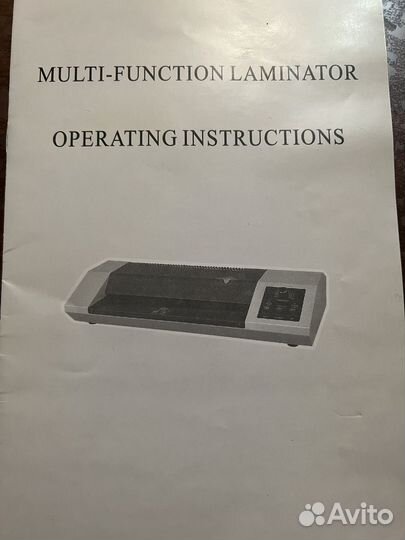 MULTI-FUNCTION LAMINATOR
OPERATING INSTRUCTIONS
Avito